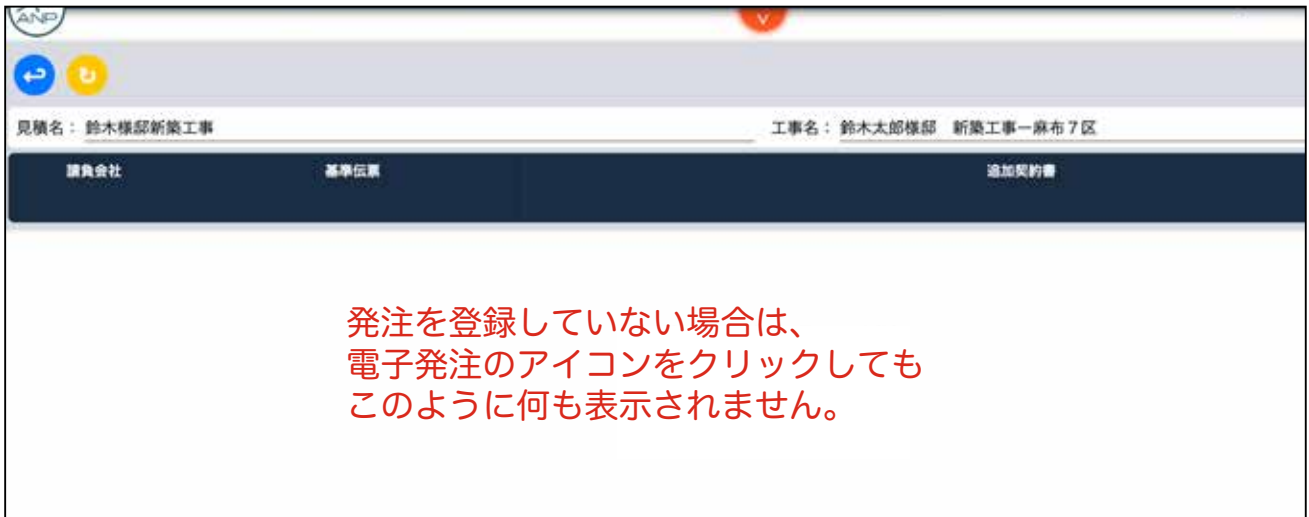 ANP
V
見積名： 鈴木様邸新築工事
工事名： 鈴木太郎様邸　新築工事ー麻布７区
請負会社
基準伝票
追加契約書
発注を登録していない場合は、
電子発注のアイコンをクリックしても
このように何も表示されません。